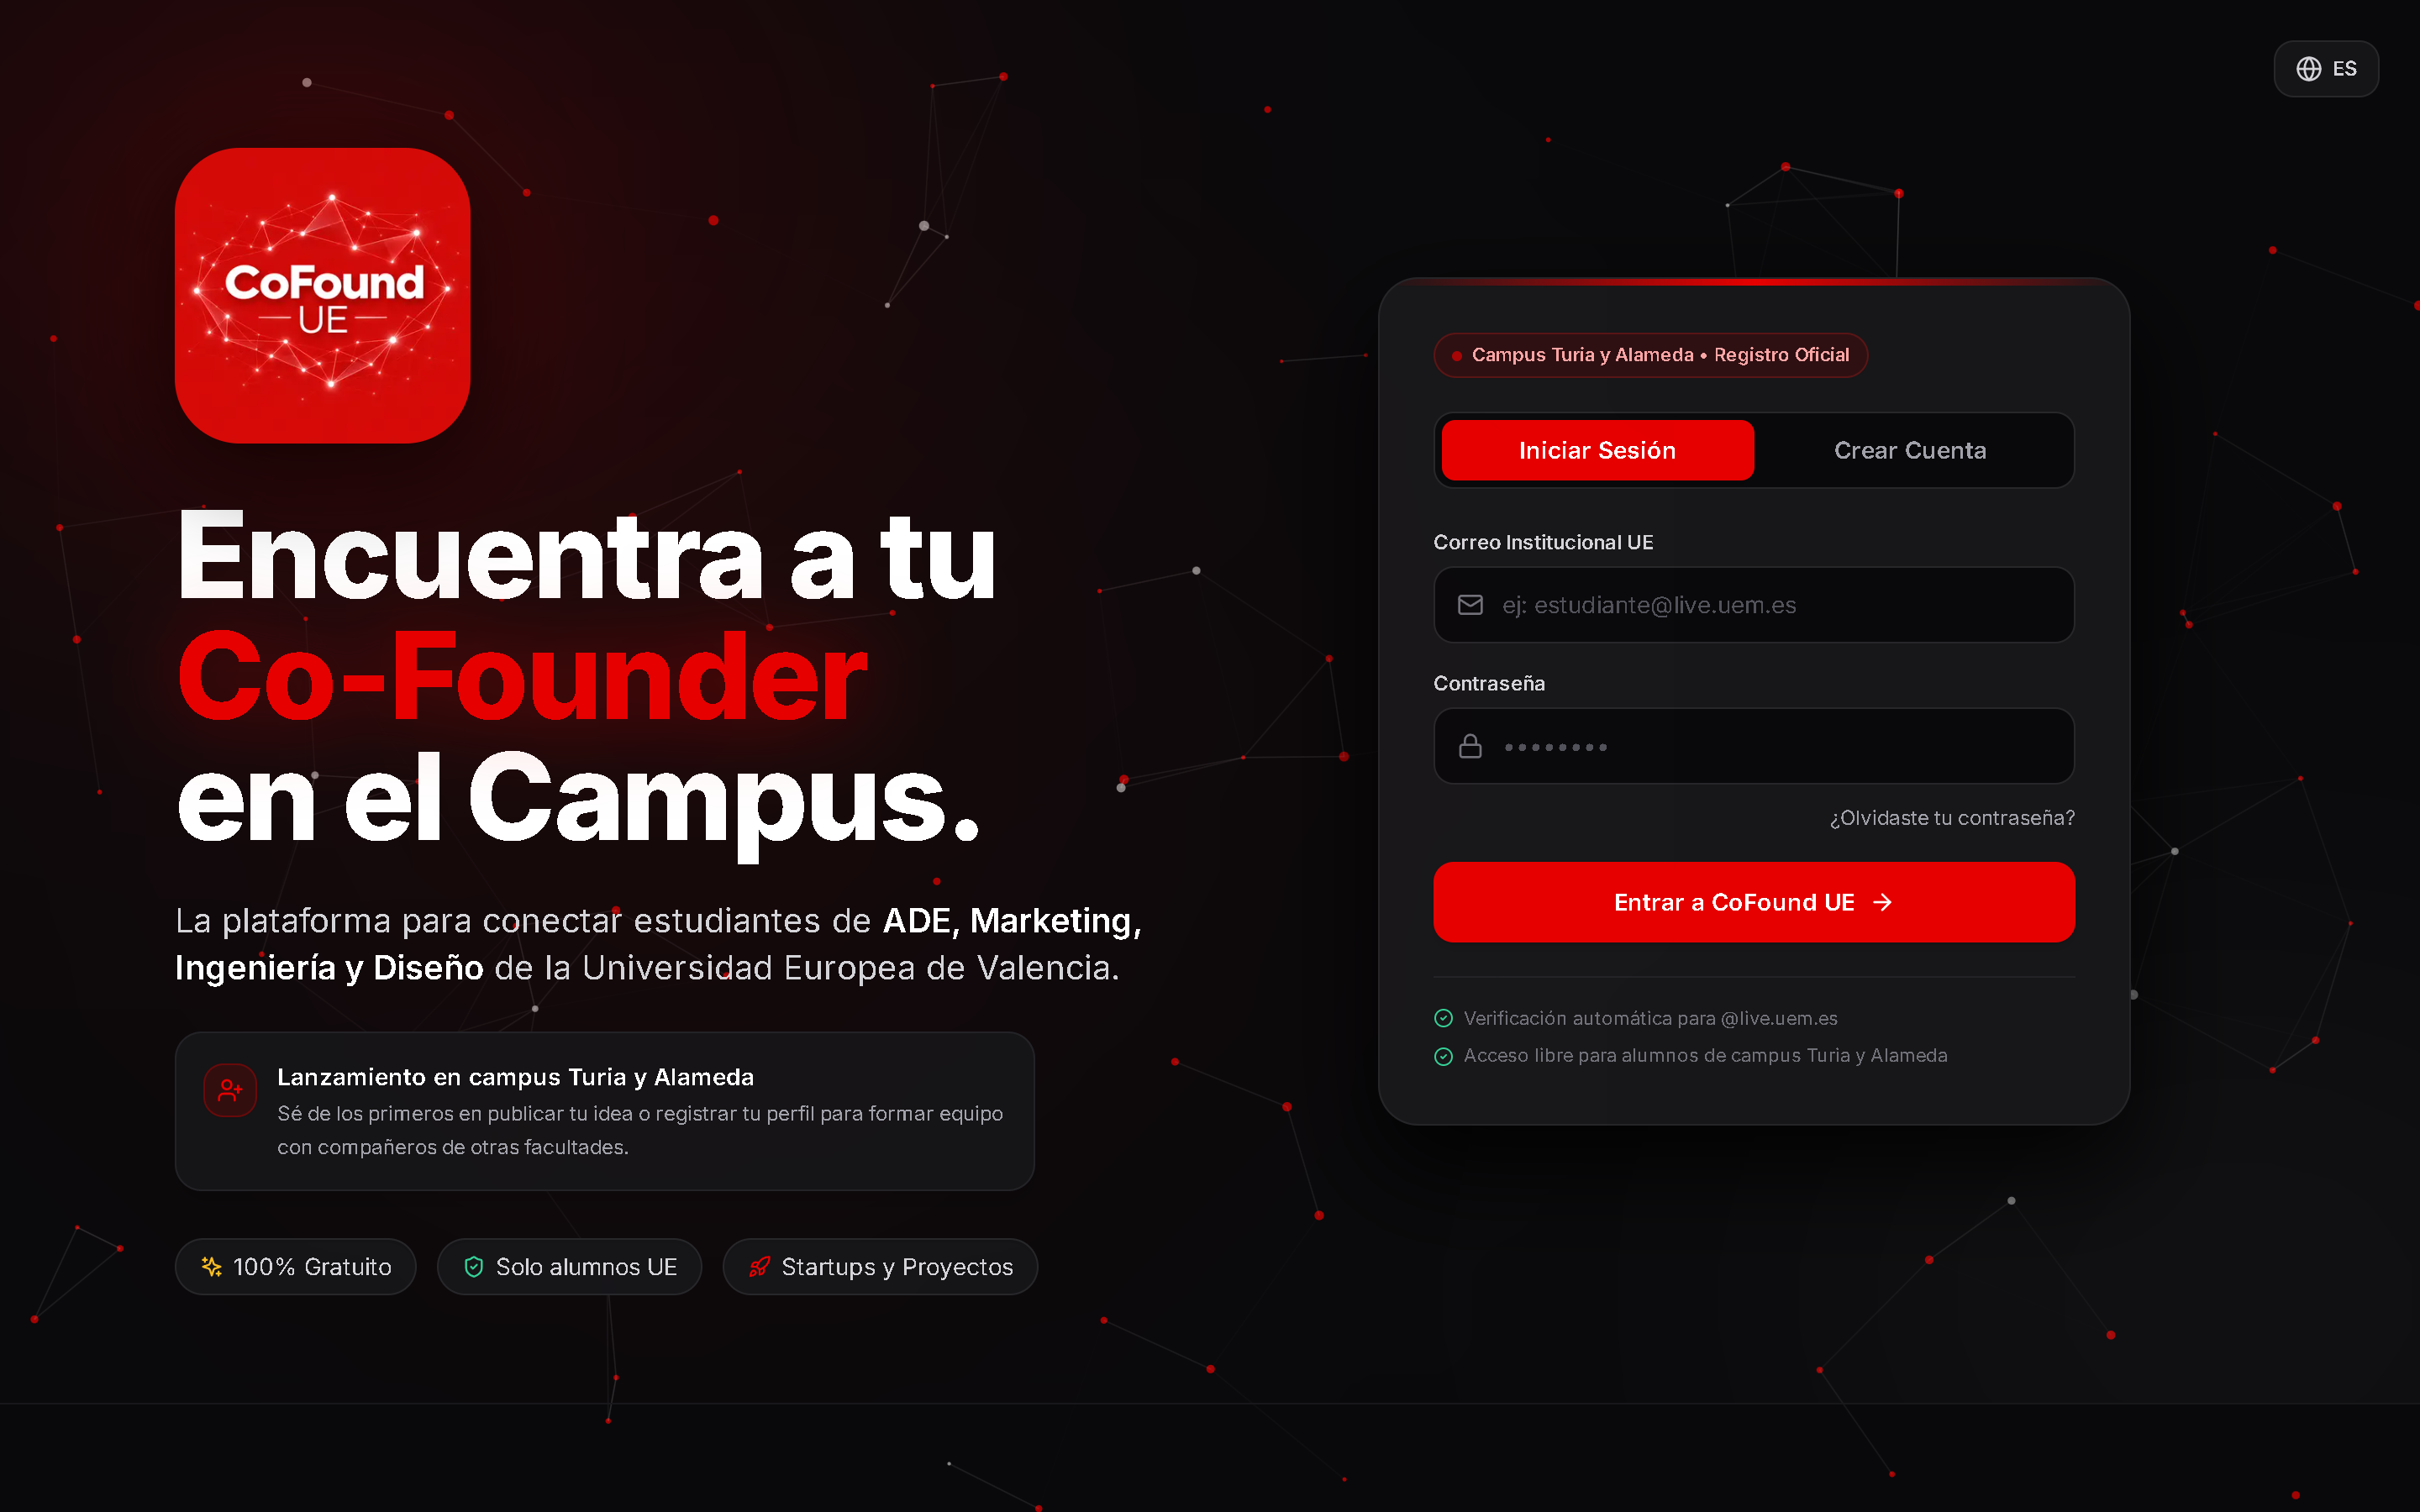 ES
CoFound
UE
Encuentra a tu
Co-Founder
en el Campus.
La plataforma para conectar estudiantes de ADE, Marketing,
Ingeniería y Diseño de la Universidad Europea de Valencia.
Lanzamiento en campus Turia y Alameda
Sé de los primeros en publicar tu idea o registrar tu perfil para formar equipo
con compañeros de otras facultades.
100% Gratuito
Solo alumnos UE
Startups y Proyectos
Campus Turia y Alameda • Registro Oficial
Iniciar Sesión
Crear Cuenta
Correo Institucional UE
ej: estudiante@live.uem.es
Contraseña
••••••••
¿Olvidaste tu contraseña?
Entrar a CoFound UE →
Verificación automática para @live.uem.es
Acceso libre para alumnos de campus Turia y Alameda